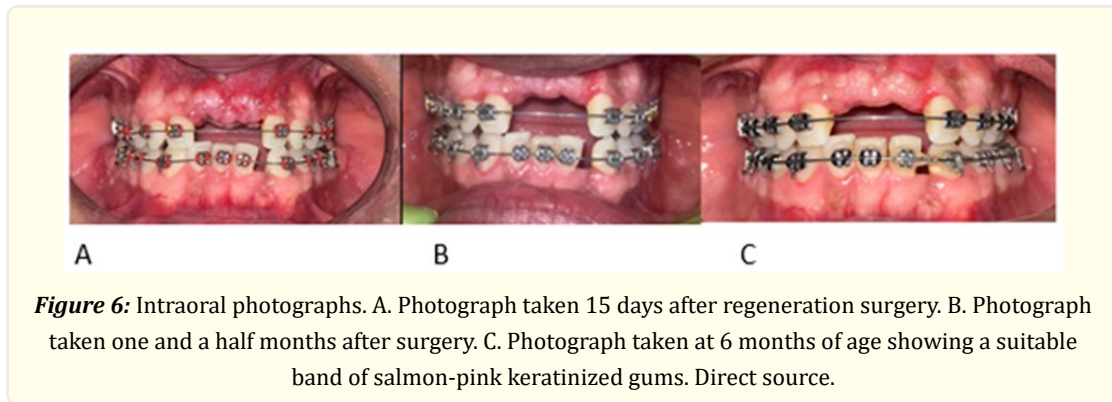 A
B
C
Figure 6: Intraoral photographs. A. Photograph taken 15 days after regeneration surgery. B. Photograph
taken one and a half months after surgery. C. Photograph taken at 6 months of age showing a suitable
band of salmon-pink keratinized gums. Direct source.